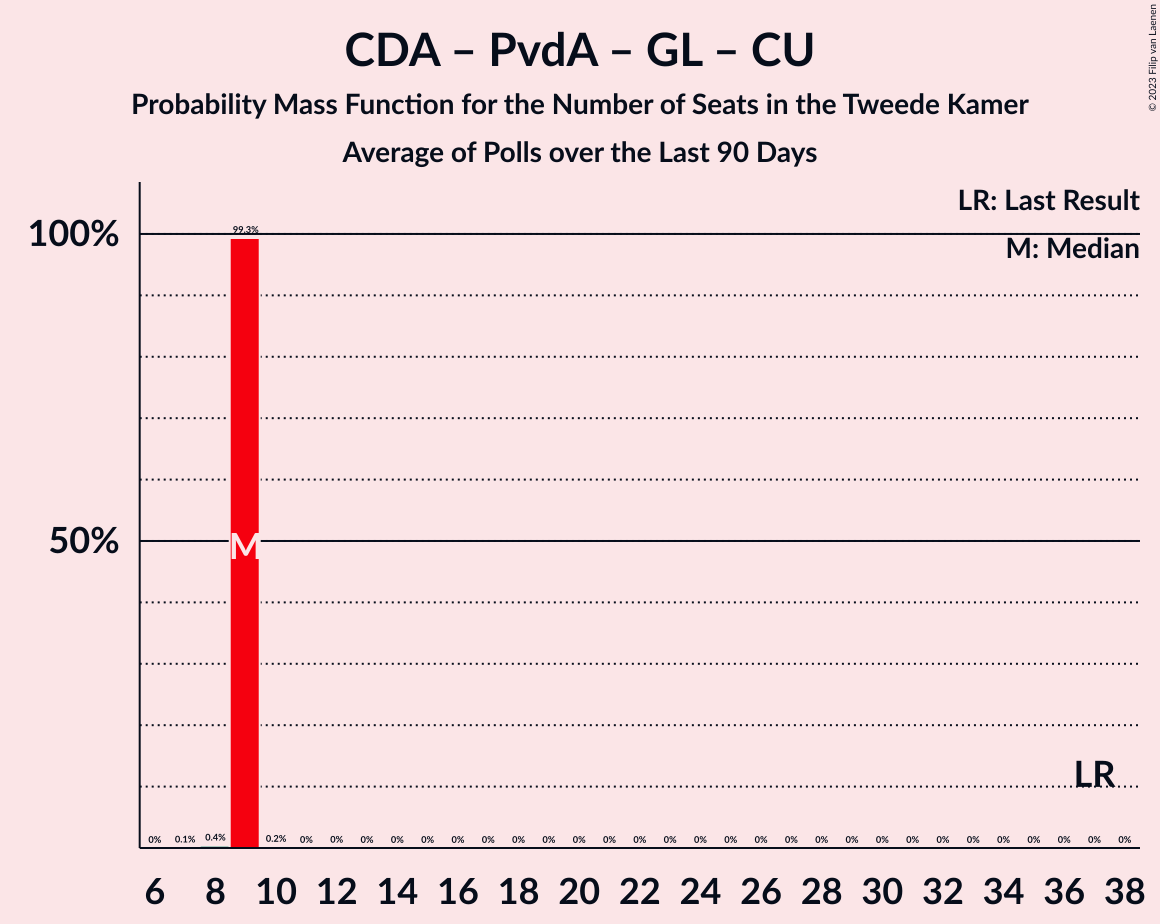 CDA – PvdA – GL – CU
Probability Mass Function for the Number of Seats in the Tweede Kamer
Average of Polls over the Last 90 Days
© 2023 Filip van Laenen
LR: Last Result
M: Median
100%
50%
99.3%
M
LR
0% 0.1% 0.4% 0.2% 0% 0% 0% 0% 0% 0% 0% 0% 0% 0% 0% 0% 0% 0% 0% 0% 0% 0% 0% 0% 0% 0% 0% 0% 0% 0% 0% 0%
6 8 10 12 14 16 18 20 22 24 26 28 30 32 34 36 38